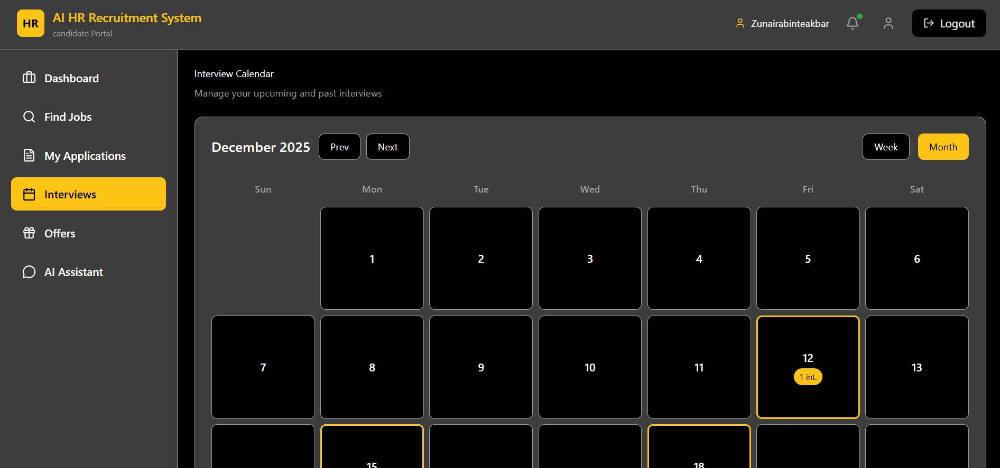 HR
AI HR Recruitment System
candidate Portal
Zunairabinteakbar
Logout
Dashboard
Find Jobs
My Applications
Interviews
Offers
AI Assistant
Interview Calendar
Manage your upcoming and past interviews
December 2025 Prev Next Week Month
Sun Mon Tue Wed Thu Fri Sat
1 2 3 4 5 6
7 8 9 10 11 12 13
1 int.
15 18